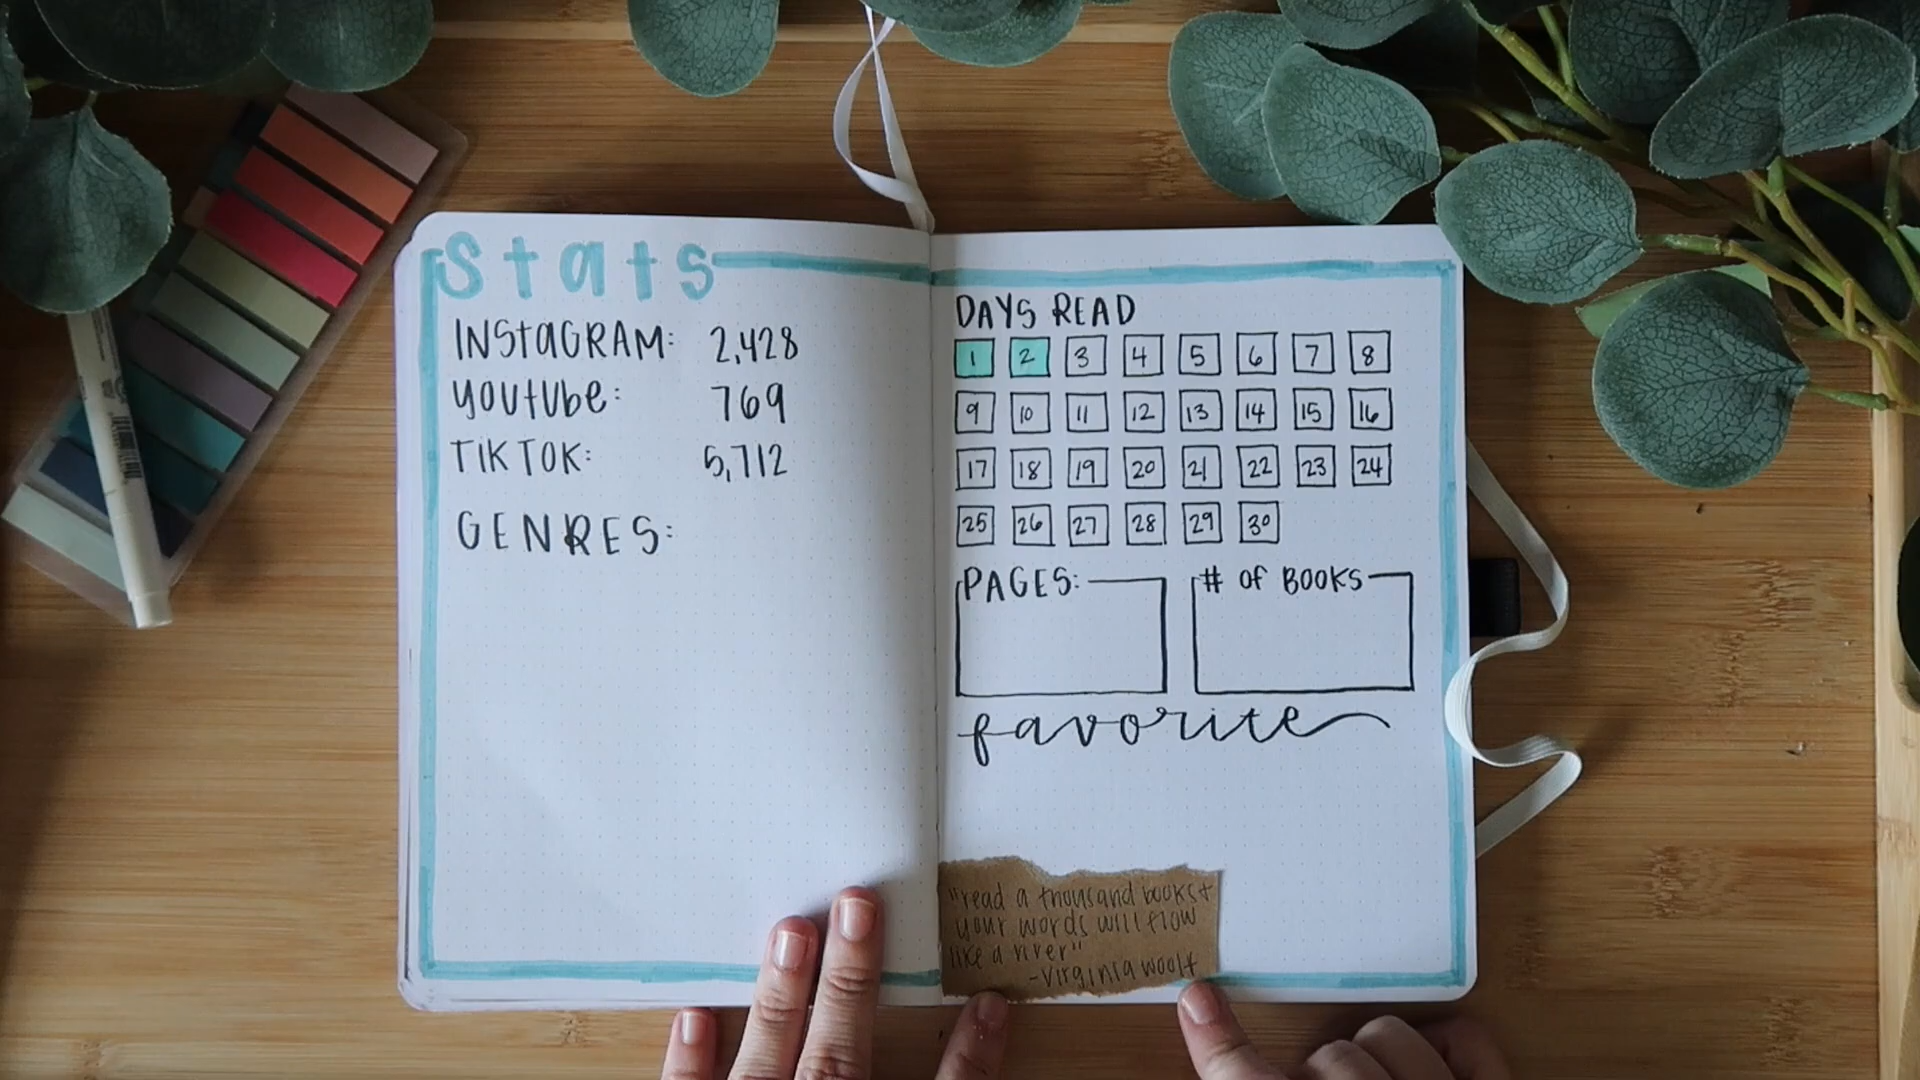 Stats
INStAGRAM: 2,428
YOUtUbe: 769
TiK TOK: 5,712
GENRES:
DAYS READ
1 2 3 4 5 6 7 8
9 10 11 12 13 14 15 16
17 18 19 20 21 22 23 24
25 26 27 28 29 30
PAGES: # OF BOOKS
favorite
"read a thousand books +
your words will flow
like a river"
-virginia woolf